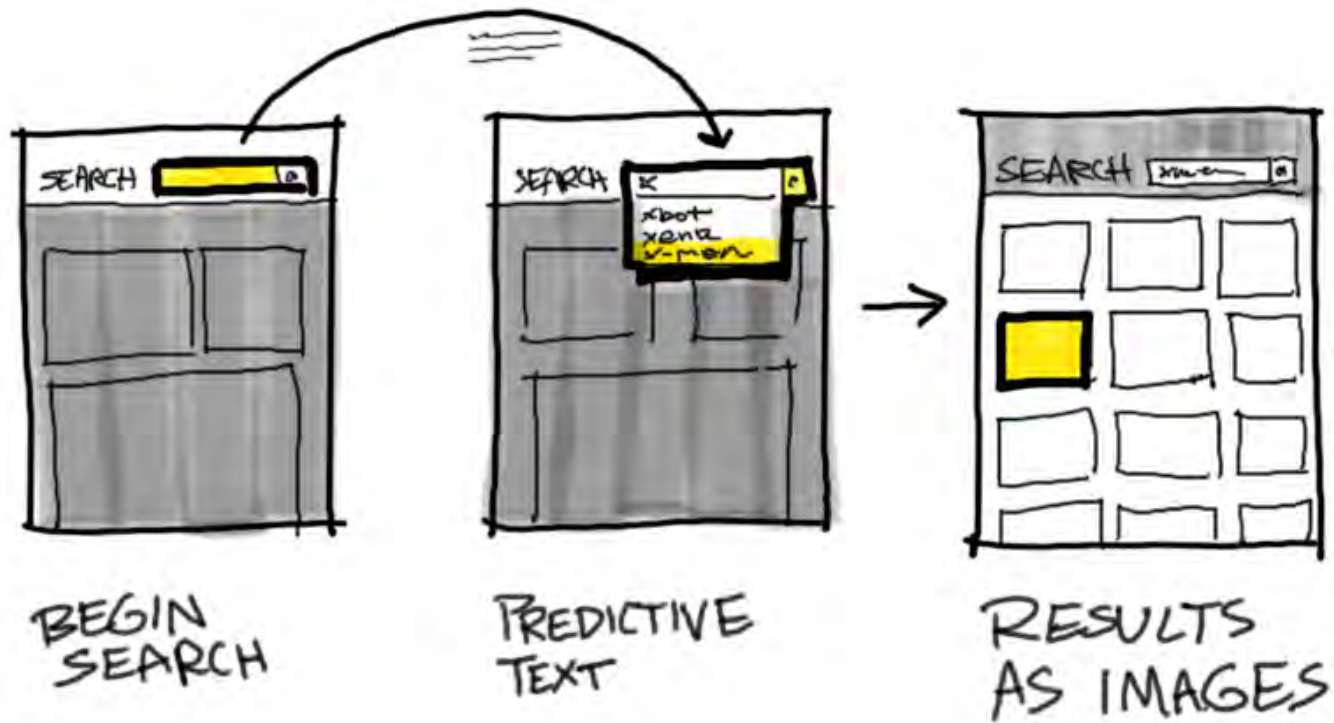 SEARCH
SEARCH
x
xbot
xena
x-men
SEARCH
BEGIN
SEARCH
PREDICTIVE
TEXT
RESULTS
AS IMAGES